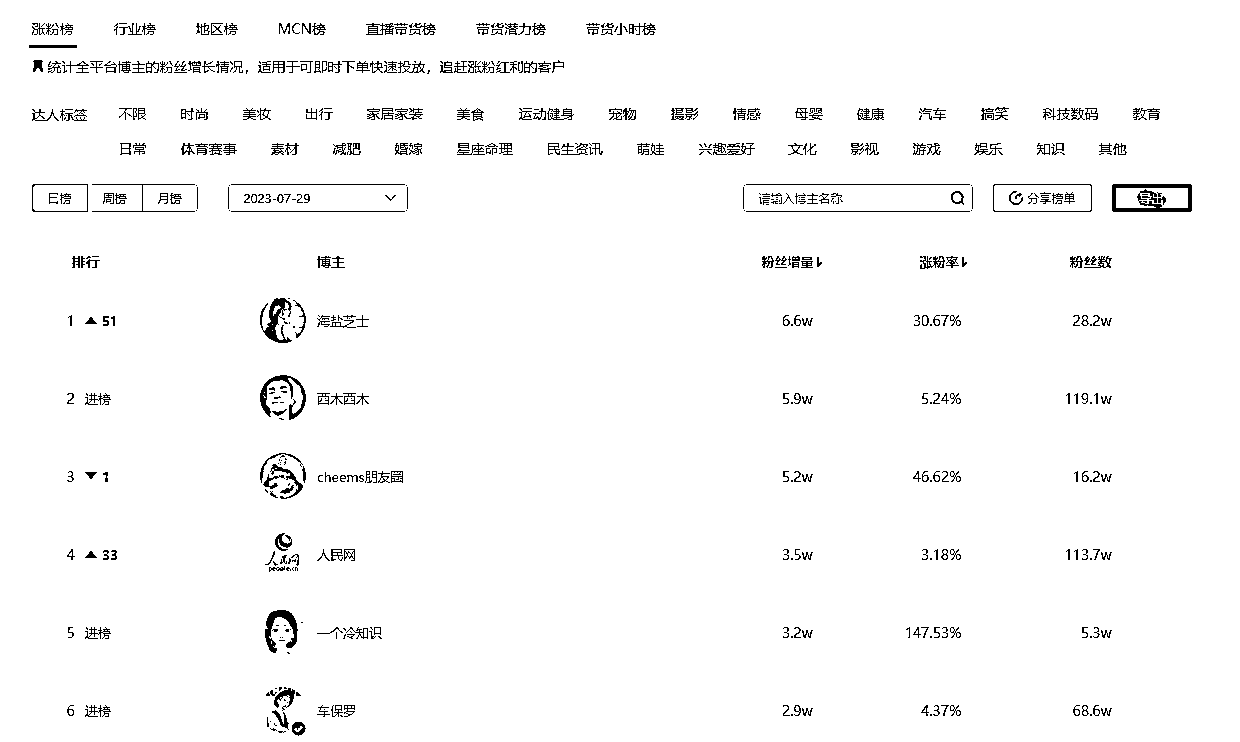 涨粉榜 行业榜 地区榜 MCN榜 直播带货榜 带货潜力榜 带货小时榜
统计全平台博主的粉丝增长情况，适用于可即时下单快速投放，追赶涨粉红利的客户
达人标签 不限 时尚 美妆 出行 家居家装 美食 运动健身 宠物 摄影 情感 母婴 健康 汽车 搞笑 科技数码 教育
日常 体育赛事 素材 减肥 婚嫁 星座命理 民生资讯 萌娃 兴趣爱好 文化 影视 游戏 娱乐 知识 其他
日榜 周榜 月榜 2023-07-29 请输入博主名称 分享榜单
排行 博主 粉丝增量 涨粉率 粉丝数
1 ▲ 51 海盐芝士 6.6w 30.67% 28.2w
2 进榜 西木西木 5.9w 5.24% 119.1w
3 ▼ 1 cheems朋友圈 5.2w 46.62% 16.2w
4 ▲ 33 人民网 people.cn 人民网 3.5w 3.18% 113.7w
5 进榜 一个冷知识 3.2w 147.53% 5.3w
6 进榜 车保罗 2.9w 4.37% 68.6w